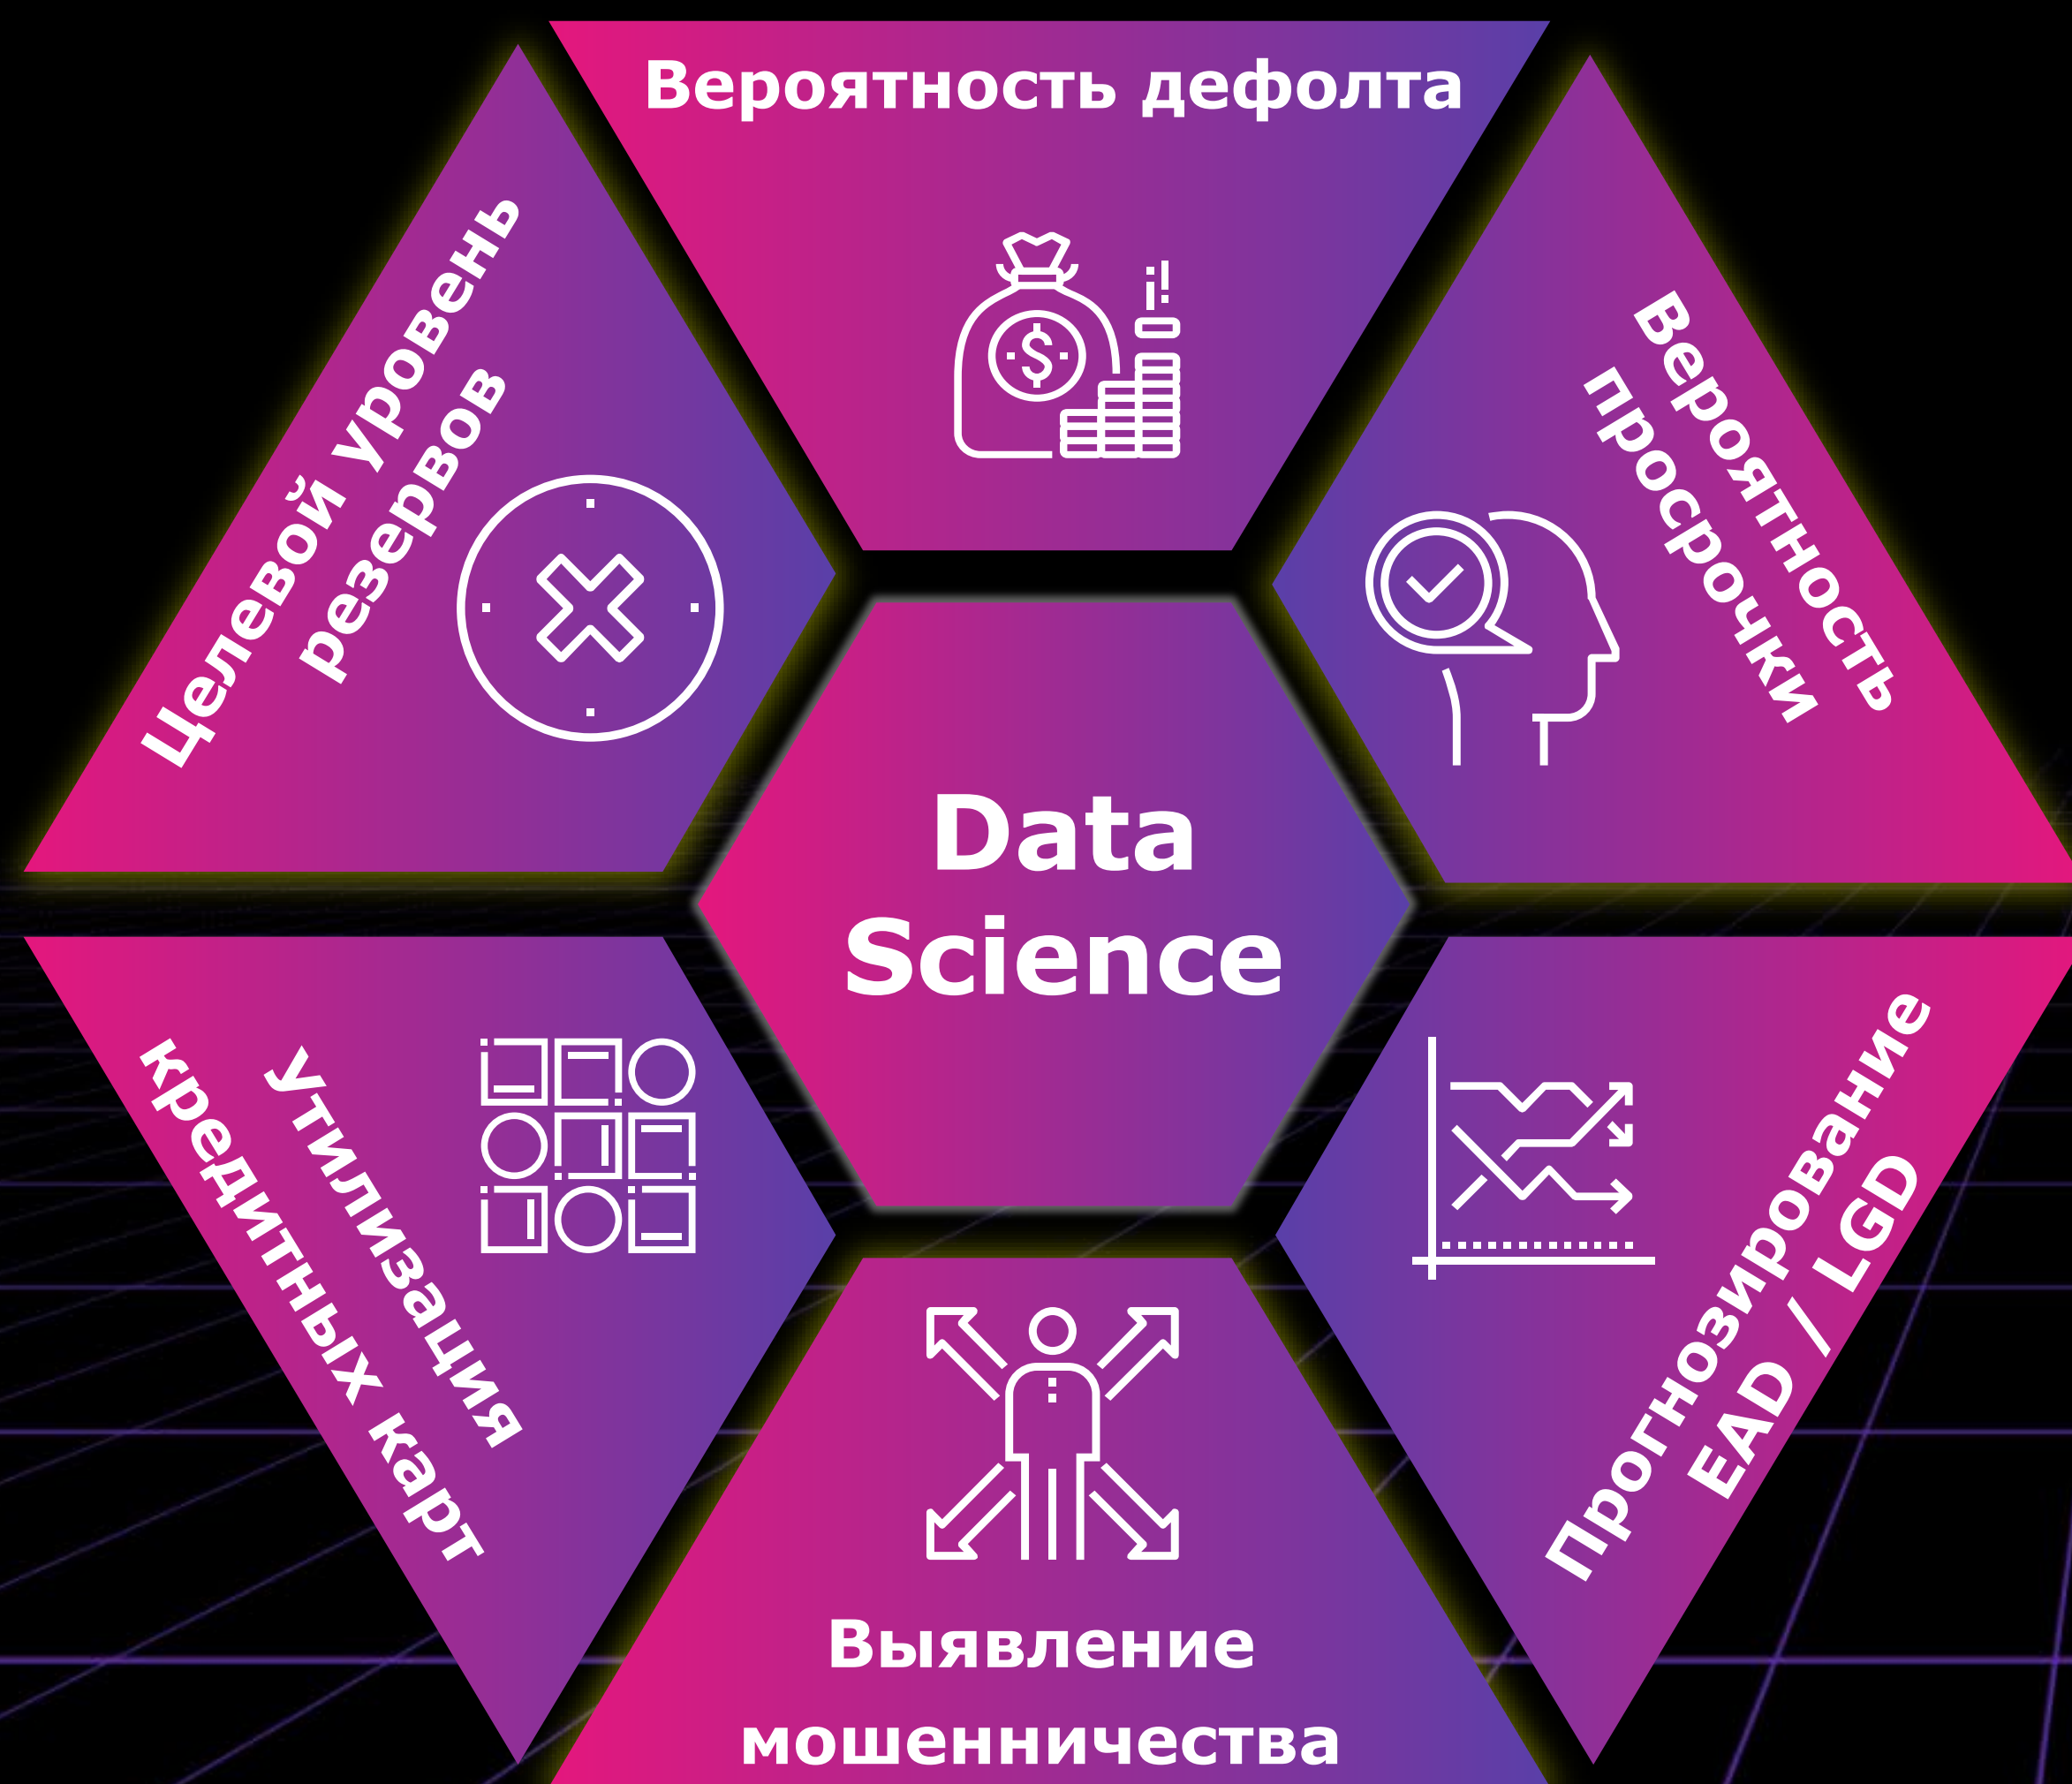 Вероятность дефолта
Целевой уровень
резервов
Вероятность
просрочки
Data
Science
Утилизация
кредитных карт
Прогнозирование
EAD / LGD
Выявление
мошенничества